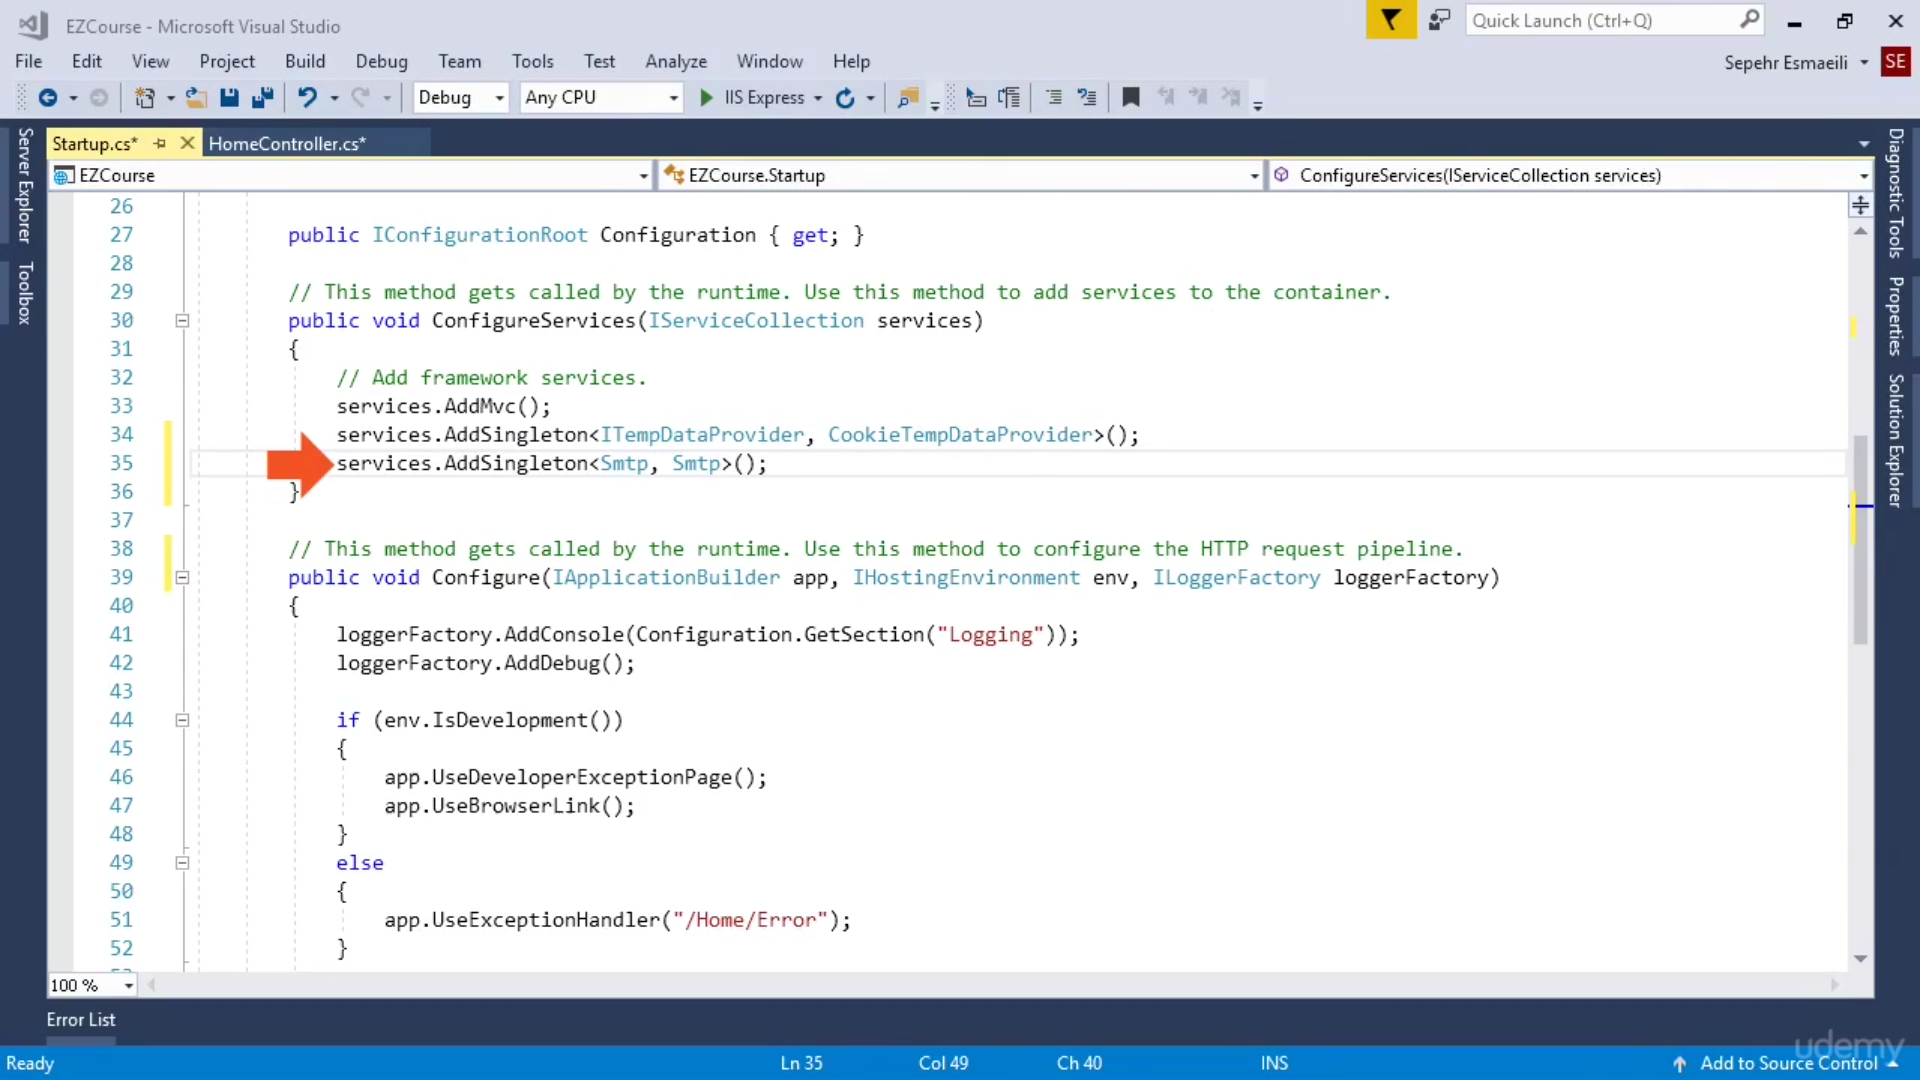 EZCourse - Microsoft Visual Studio
Quick Launch (Ctrl+Q)
File Edit View Project Build Debug Team Tools Test Analyze Window Help
Sepehr Esmaeili SE
Debug Any CPU IIS Express
Server Explorer
Toolbox
Startup.cs* HomeController.cs*
EZCourse EZCourse.Startup ConfigureServices(IServiceCollection services)
26
27 public IConfigurationRoot Configuration { get; }
28
29 // This method gets called by the runtime. Use this method to add services to the container.
30 public void ConfigureServices(IServiceCollection services)
31 {
32 // Add framework services.
33 services.AddMvc();
34 services.AddSingleton<ITempDataProvider, CookieTempDataProvider>();
35 services.AddSingleton<Smtp, Smtp>();
36 }
37
38 // This method gets called by the runtime. Use this method to configure the HTTP request pipeline.
39 public void Configure(IApplicationBuilder app, IHostingEnvironment env, ILoggerFactory loggerFactory)
40 {
41 loggerFactory.AddConsole(Configuration.GetSection("Logging"));
42 loggerFactory.AddDebug();
43
44 if (env.IsDevelopment())
45 {
46 app.UseDeveloperExceptionPage();
47 app.UseBrowserLink();
48 }
49 else
50 {
51 app.UseExceptionHandler("/Home/Error");
52 }
Diagnostic Tools
Properties
Solution Explorer
100 %
Error List
Ready Ln 35 Col 49 Ch 40 INS Add to Source Control
udemy